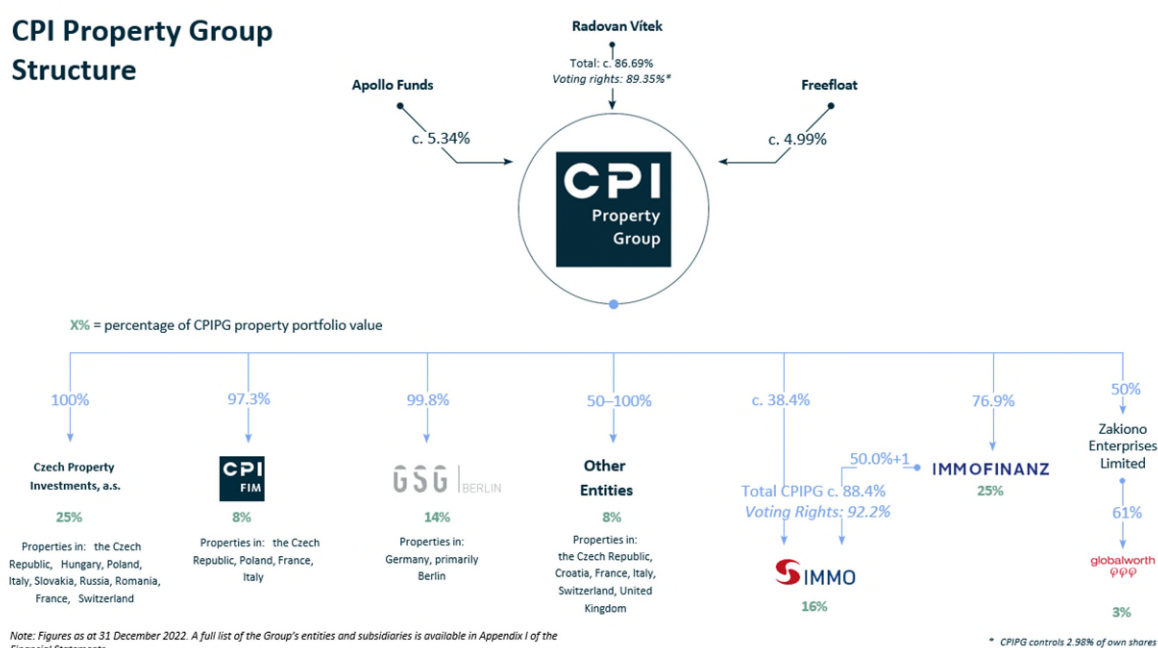 CPI Property Group
Structure
Radovan Vítek
Total: c. 86.69%
Voting rights: 89.35%*
Apollo Funds
c. 5.34%
Freefloat
c. 4.99%
CPI
Property
Group
X% = percentage of CPIPG property portfolio value
100%
Czech Property
Investments, a.s.
25%
Properties in: the Czech
Republic, Hungary, Poland,
Italy, Slovakia, Russia, Romania,
France, Switzerland
97.3%
CPI
FIM
8%
Properties in: the Czech
Republic, Poland, France,
Italy
99.8%
GSG BERLIN
14%
Properties in:
Germany, primarily
Berlin
50–100%
Other
Entities
8%
Properties in:
the Czech Republic,
Croatia, France, Italy,
Switzerland, United
Kingdom
c. 38.4%
50.0%+1
Total CPIPG c. 88.4%
Voting Rights: 92.2%
S IMMO
16%
76.9%
IMMOFINANZ
25%
50%
Zakiono
Enterprises
Limited
61%
globalworth
3%
Note: Figures as at 31 December 2022. A full list of the Group's entities and subsidiaries is available in Appendix I of the
Financial Statements
* CPIPG controls 2.98% of own shares